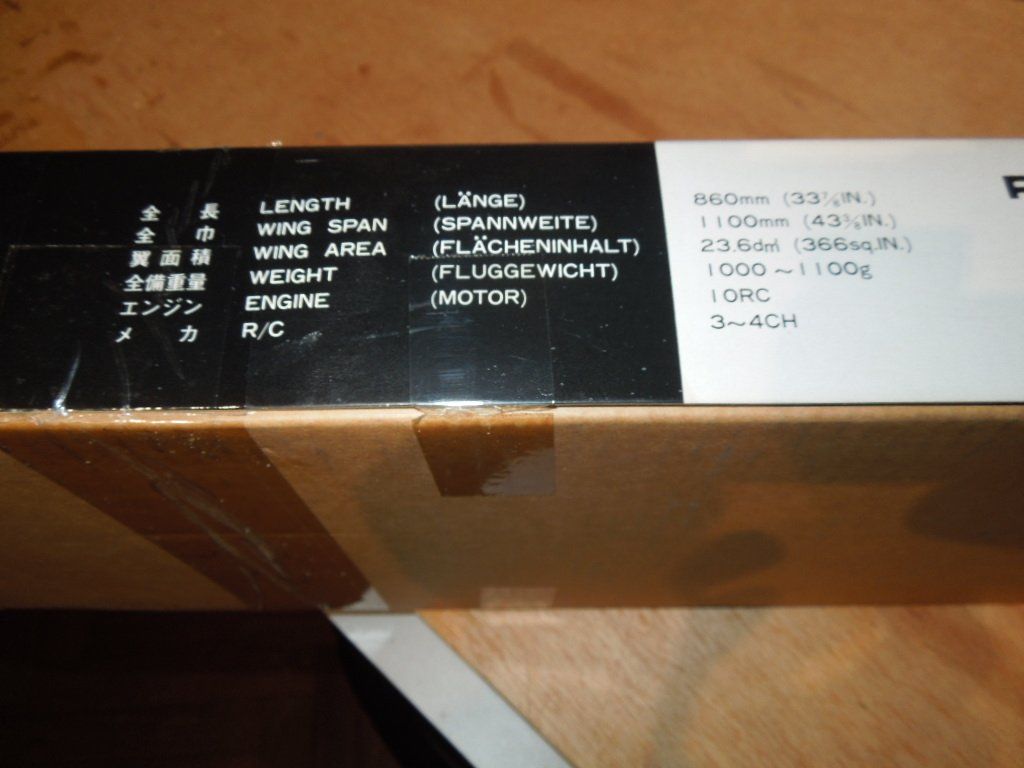 全長 LENGTH (LÄNGE) 860mm (33⅞IN.)
全巾 WING SPAN (SPANNWEITE) 1100mm (43⅜IN.)
翼面積 WING AREA (FLÄCHENINHALT) 23.6dm² (366sq.IN.)
全備重量 WEIGHT (FLUGGEWICHT) 1000～1100g
エンジン ENGINE (MOTOR) 10RC
メカ R/C 3～4CH